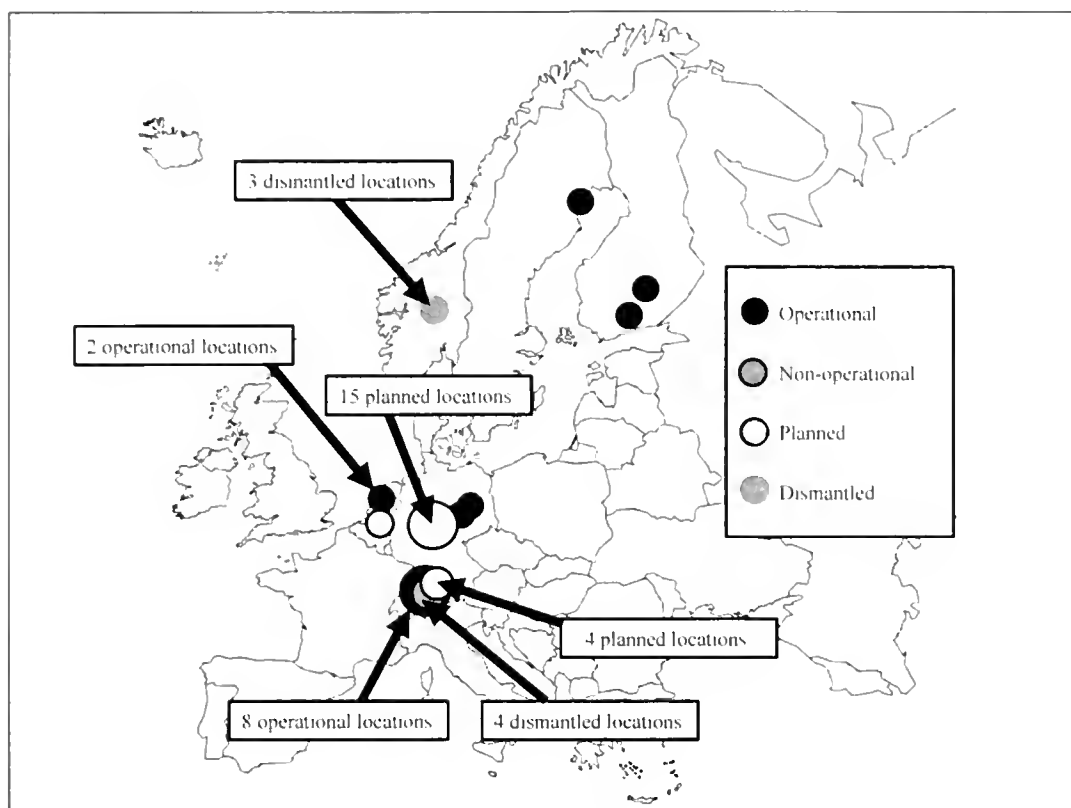 3 dismantled locations
2 operational locations
15 planned locations
Operational
Non-operational
Planned
Dismantled
4 planned locations
8 operational locations
4 dismantled locations